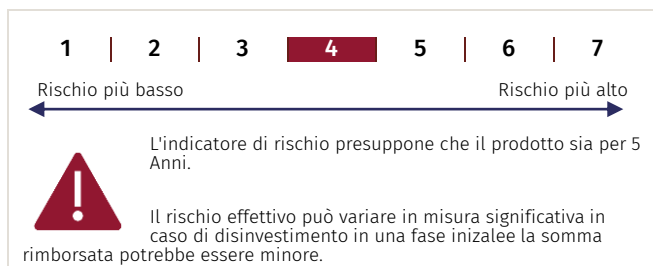 1 | 2 | 3 | 4 | 5 | 6 | 7
Rischio più basso Rischio più alto
L'indicatore di rischio presuppone che il prodotto sia per 5
Anni.
Il rischio effettivo può variare in misura significativa in
caso di disinvestimento in una fase inizalee la somma
rimborsata potrebbe essere minore.